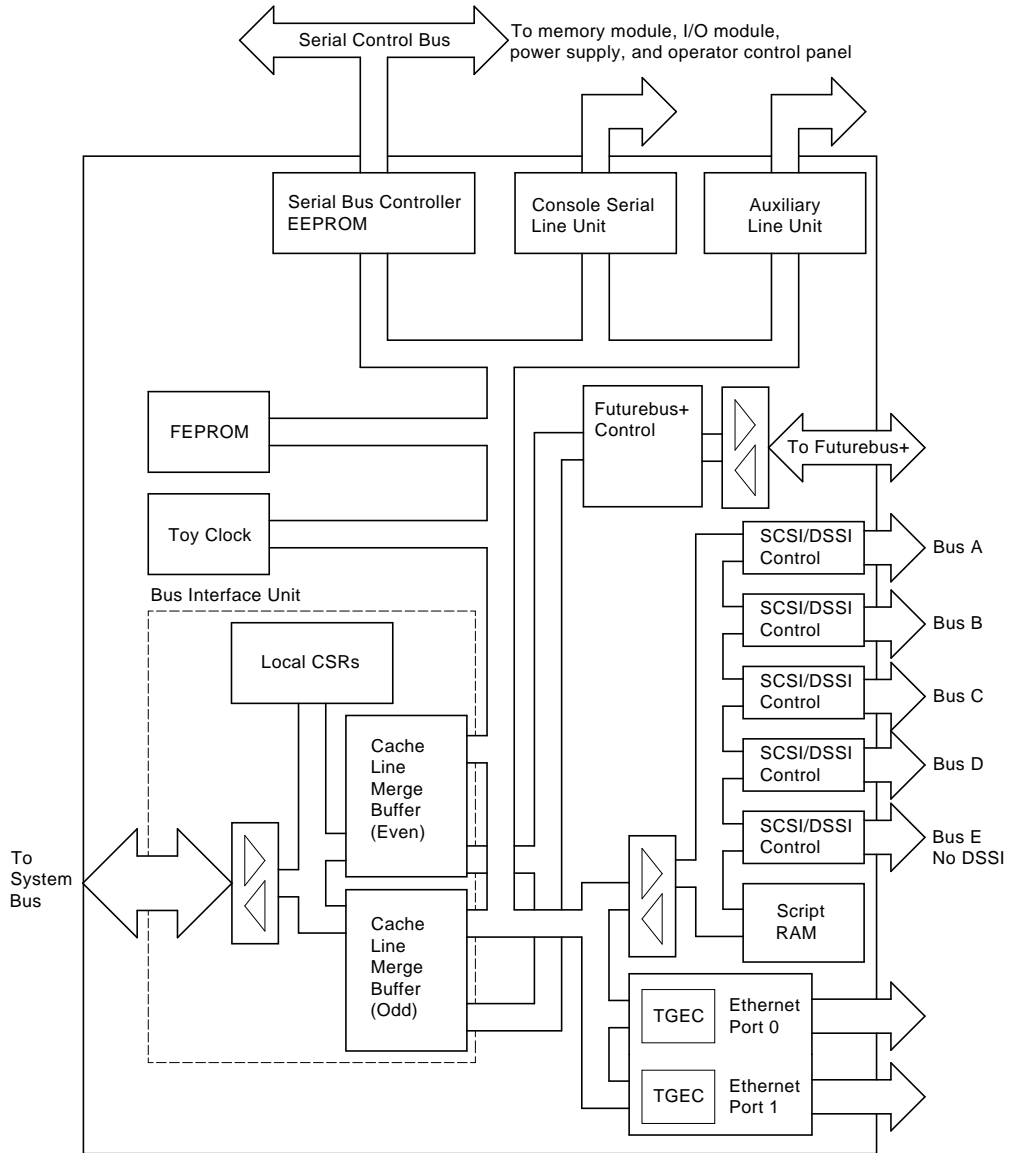 Serial Control Bus
To memory module, I/O module,
power supply, and operator control panel
Serial Bus Controller
EEPROM
Console Serial
Line Unit
Auxiliary
Line Unit
FEPROM
Futurebus+
Control
To Futurebus+
Toy Clock
SCSI/DSSI
Control
Bus A
Bus Interface Unit
SCSI/DSSI
Control
Bus B
Local CSRs
SCSI/DSSI
Control
Bus C
Cache
Line
Merge
Buffer
(Even)
SCSI/DSSI
Control
Bus D
SCSI/DSSI
Control
Bus E
No DSSI
To
System
Bus
Cache
Line
Merge
Buffer
(Odd)
Script
RAM
TGEC
Ethernet
Port 0
TGEC
Ethernet
Port 1